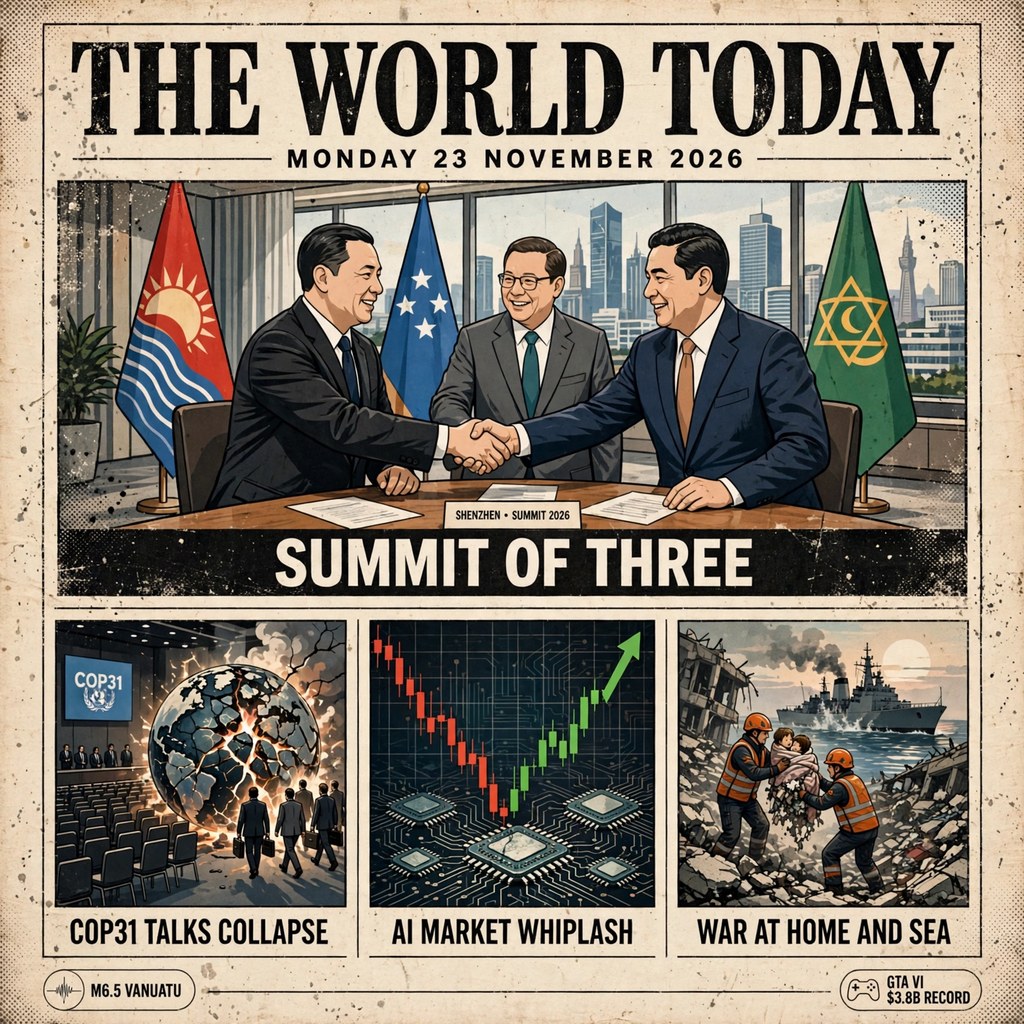 THE WORLD TODAY
MONDAY 23 NOVEMBER 2026
SHENZHEN • SUMMIT 2026
SUMMIT OF THREE
COP31
COP31 TALKS COLLAPSE
AI MARKET WHIPLASH
WAR AT HOME AND SEA
M6.5 VANUATU
GTA VI
$3.8B RECORD